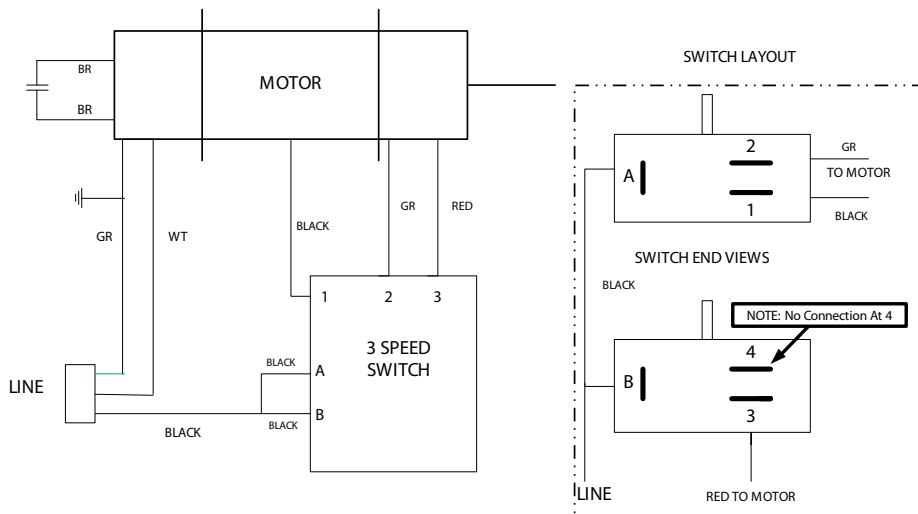 BR
BR
MOTOR
GR
WT
BLACK
GR
RED
1
2
3
3 SPEED
SWITCH
A
B
BLACK
BLACK
BLACK
LINE
SWITCH LAYOUT
2
A
1
GR
TO MOTOR
BLACK
SWITCH END VIEWS
BLACK
NOTE: No Connection At 4
4
B
3
LINE
RED TO MOTOR